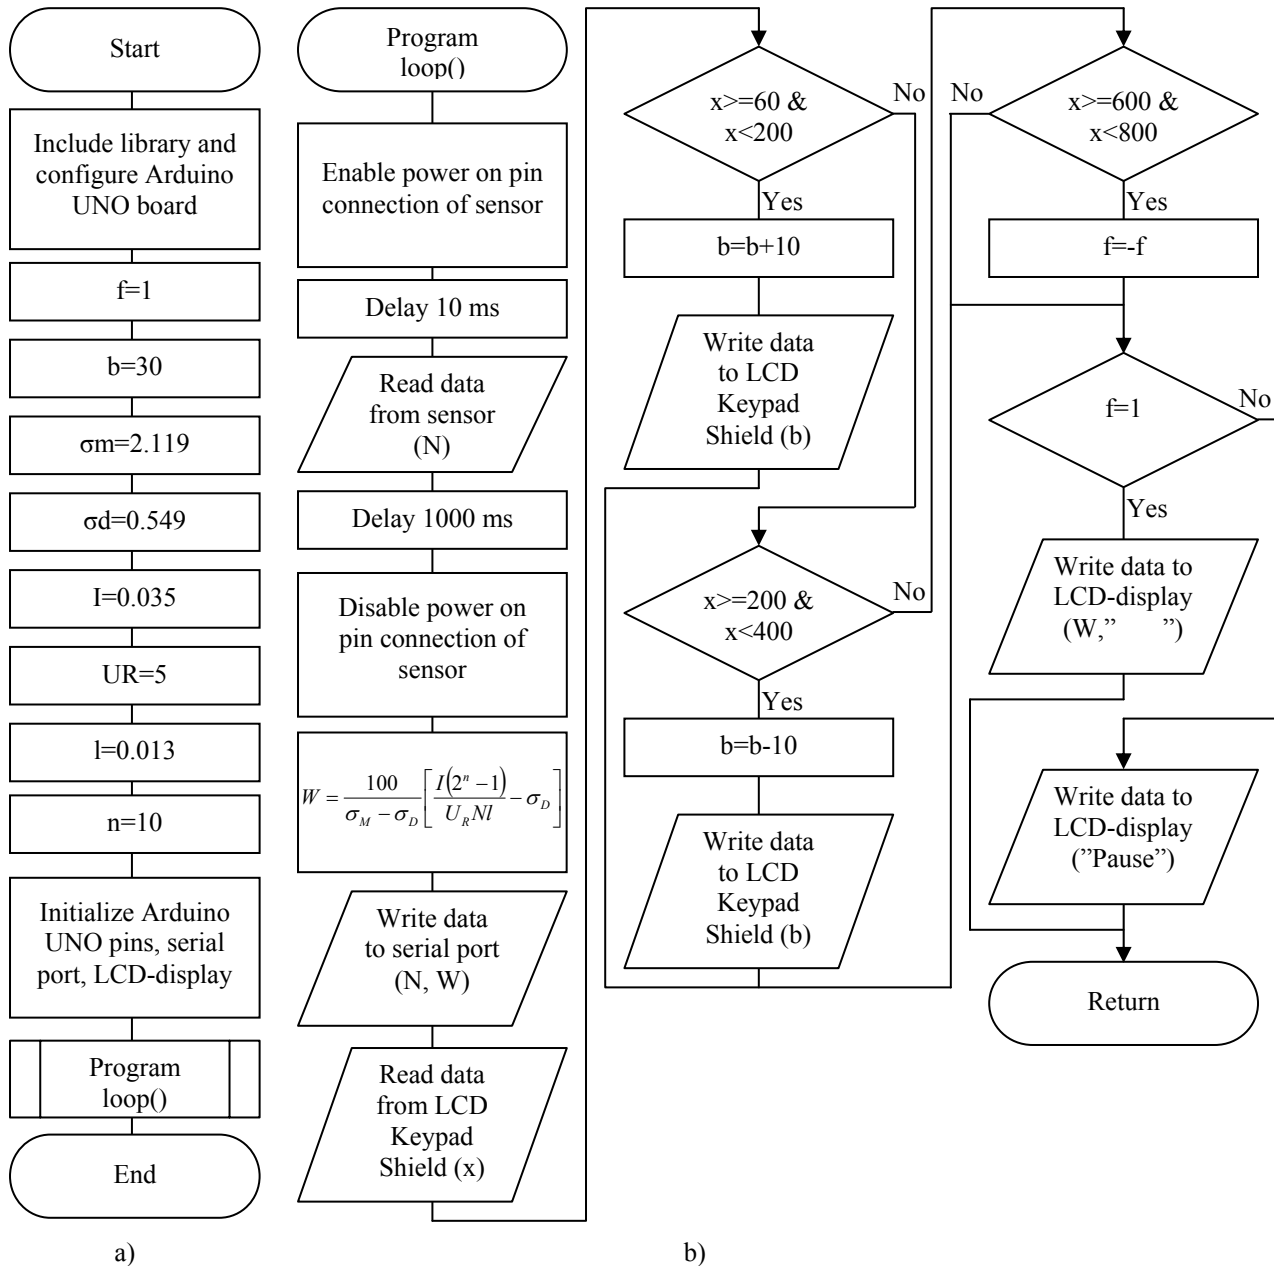 Start
Include library and
configure Arduino
UNO board
f=1
b=30
σm=2.119
σd=0.549
I=0.035
UR=5
l=0.013
n=10
Initialize Arduino
UNO pins, serial
port, LCD-display
Program
loop()
End
a)
Program
loop()
Enable power on pin
connection of sensor
Delay 10 ms
Read data
from sensor
(N)
Delay 1000 ms
Disable power on
pin connection of
sensor
W = 100/(σ_M − σ_D) [I(2^n −1)/(U_R Nl) − σ_D]
Write data
to serial port
(N, W)
Read data
from LCD
Keypad
Shield (x)
x>=60 &
x<200
No
Yes
b=b+10
Write data
to LCD
Keypad
Shield (b)
x>=200 &
x<400
No
Yes
b=b-10
Write data
to LCD
Keypad
Shield (b)
No
x>=600 &
x<800
Yes
f=-f
f=1
No
Yes
Write data to
LCD-display
(W,”      ”)
Write data to
LCD-display
(”Pause”)
Return
b)